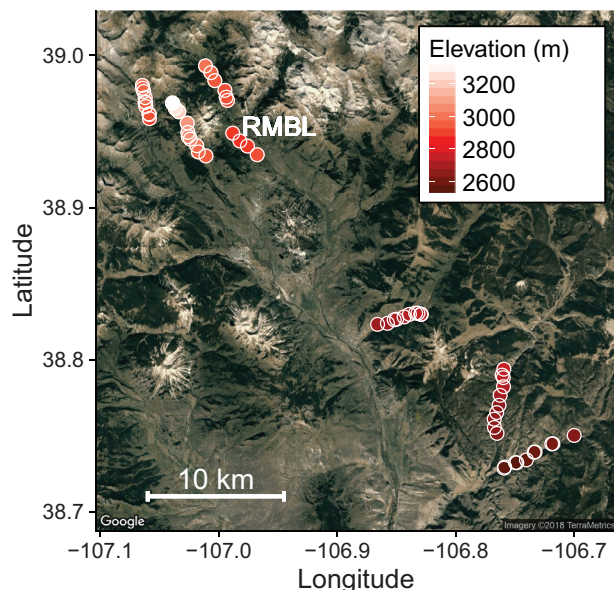 39.0
38.9
38.8
38.7
Latitude
Elevation (m)
3200
3000
2800
2600
RMBL
10 km
Google
Imagery ©2018 TerraMetrics
−107.1
−107.0
−106.9
−106.8
−106.7
Longitude